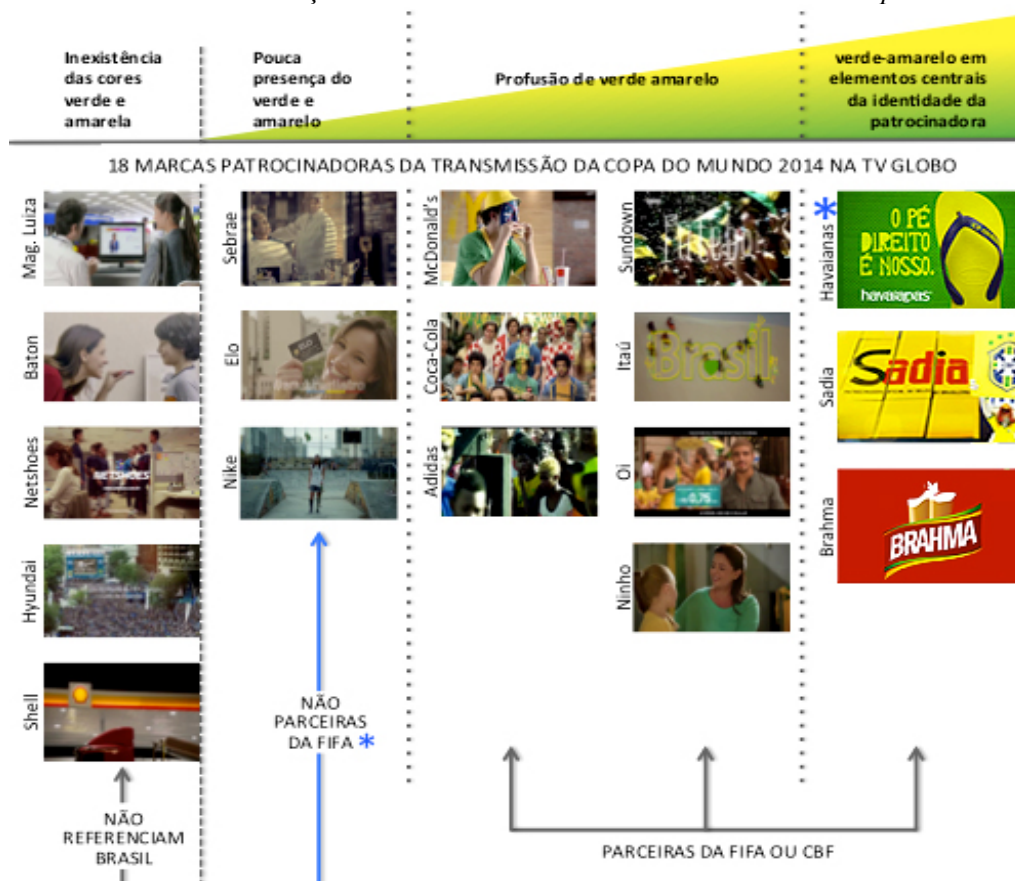 Inexistência
das cores
verde e
amarela
Pouca
presença do
verde e
amarelo
Profusão de verde amarelo
verde-amarelo em
elementos centrais
da identidade da
patrocinadora
18 MARCAS PATROCINADORAS DA TRANSMISSÃO DA COPA DO MUNDO 2014 NA TV GLOBO
Mag. Luiza
Baton
Netshoes
NETSHOES
Hyundai
Shell
Sebrae
Elo
Nike
McDonald's
Coca-Cola
Adidas
Sundown
Itaú
Brasil
Oi
0,75
Ninho
Havaianas
O PÉ
DIREITO
É NOSSO.
havaianas
Sadia
Sadia
Brahma
BRAHMA
NÃO
PARCEIRAS
DA FIFA *
NÃO
REFERENCIAM
BRASIL
PARCEIRAS DA FIFA OU CBF